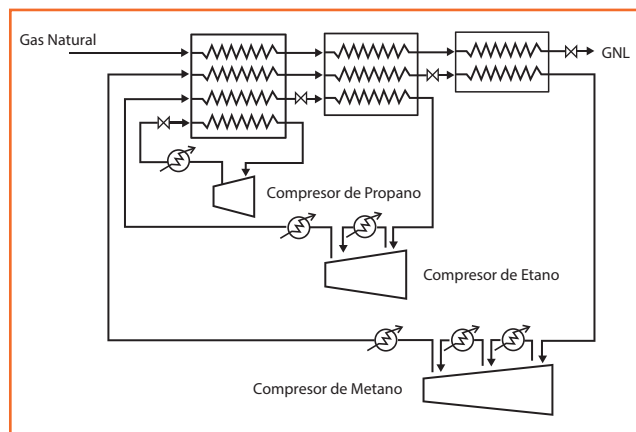 Gas Natural
GNL
Compresor de Propano
Compresor de Etano
Compresor de Metano